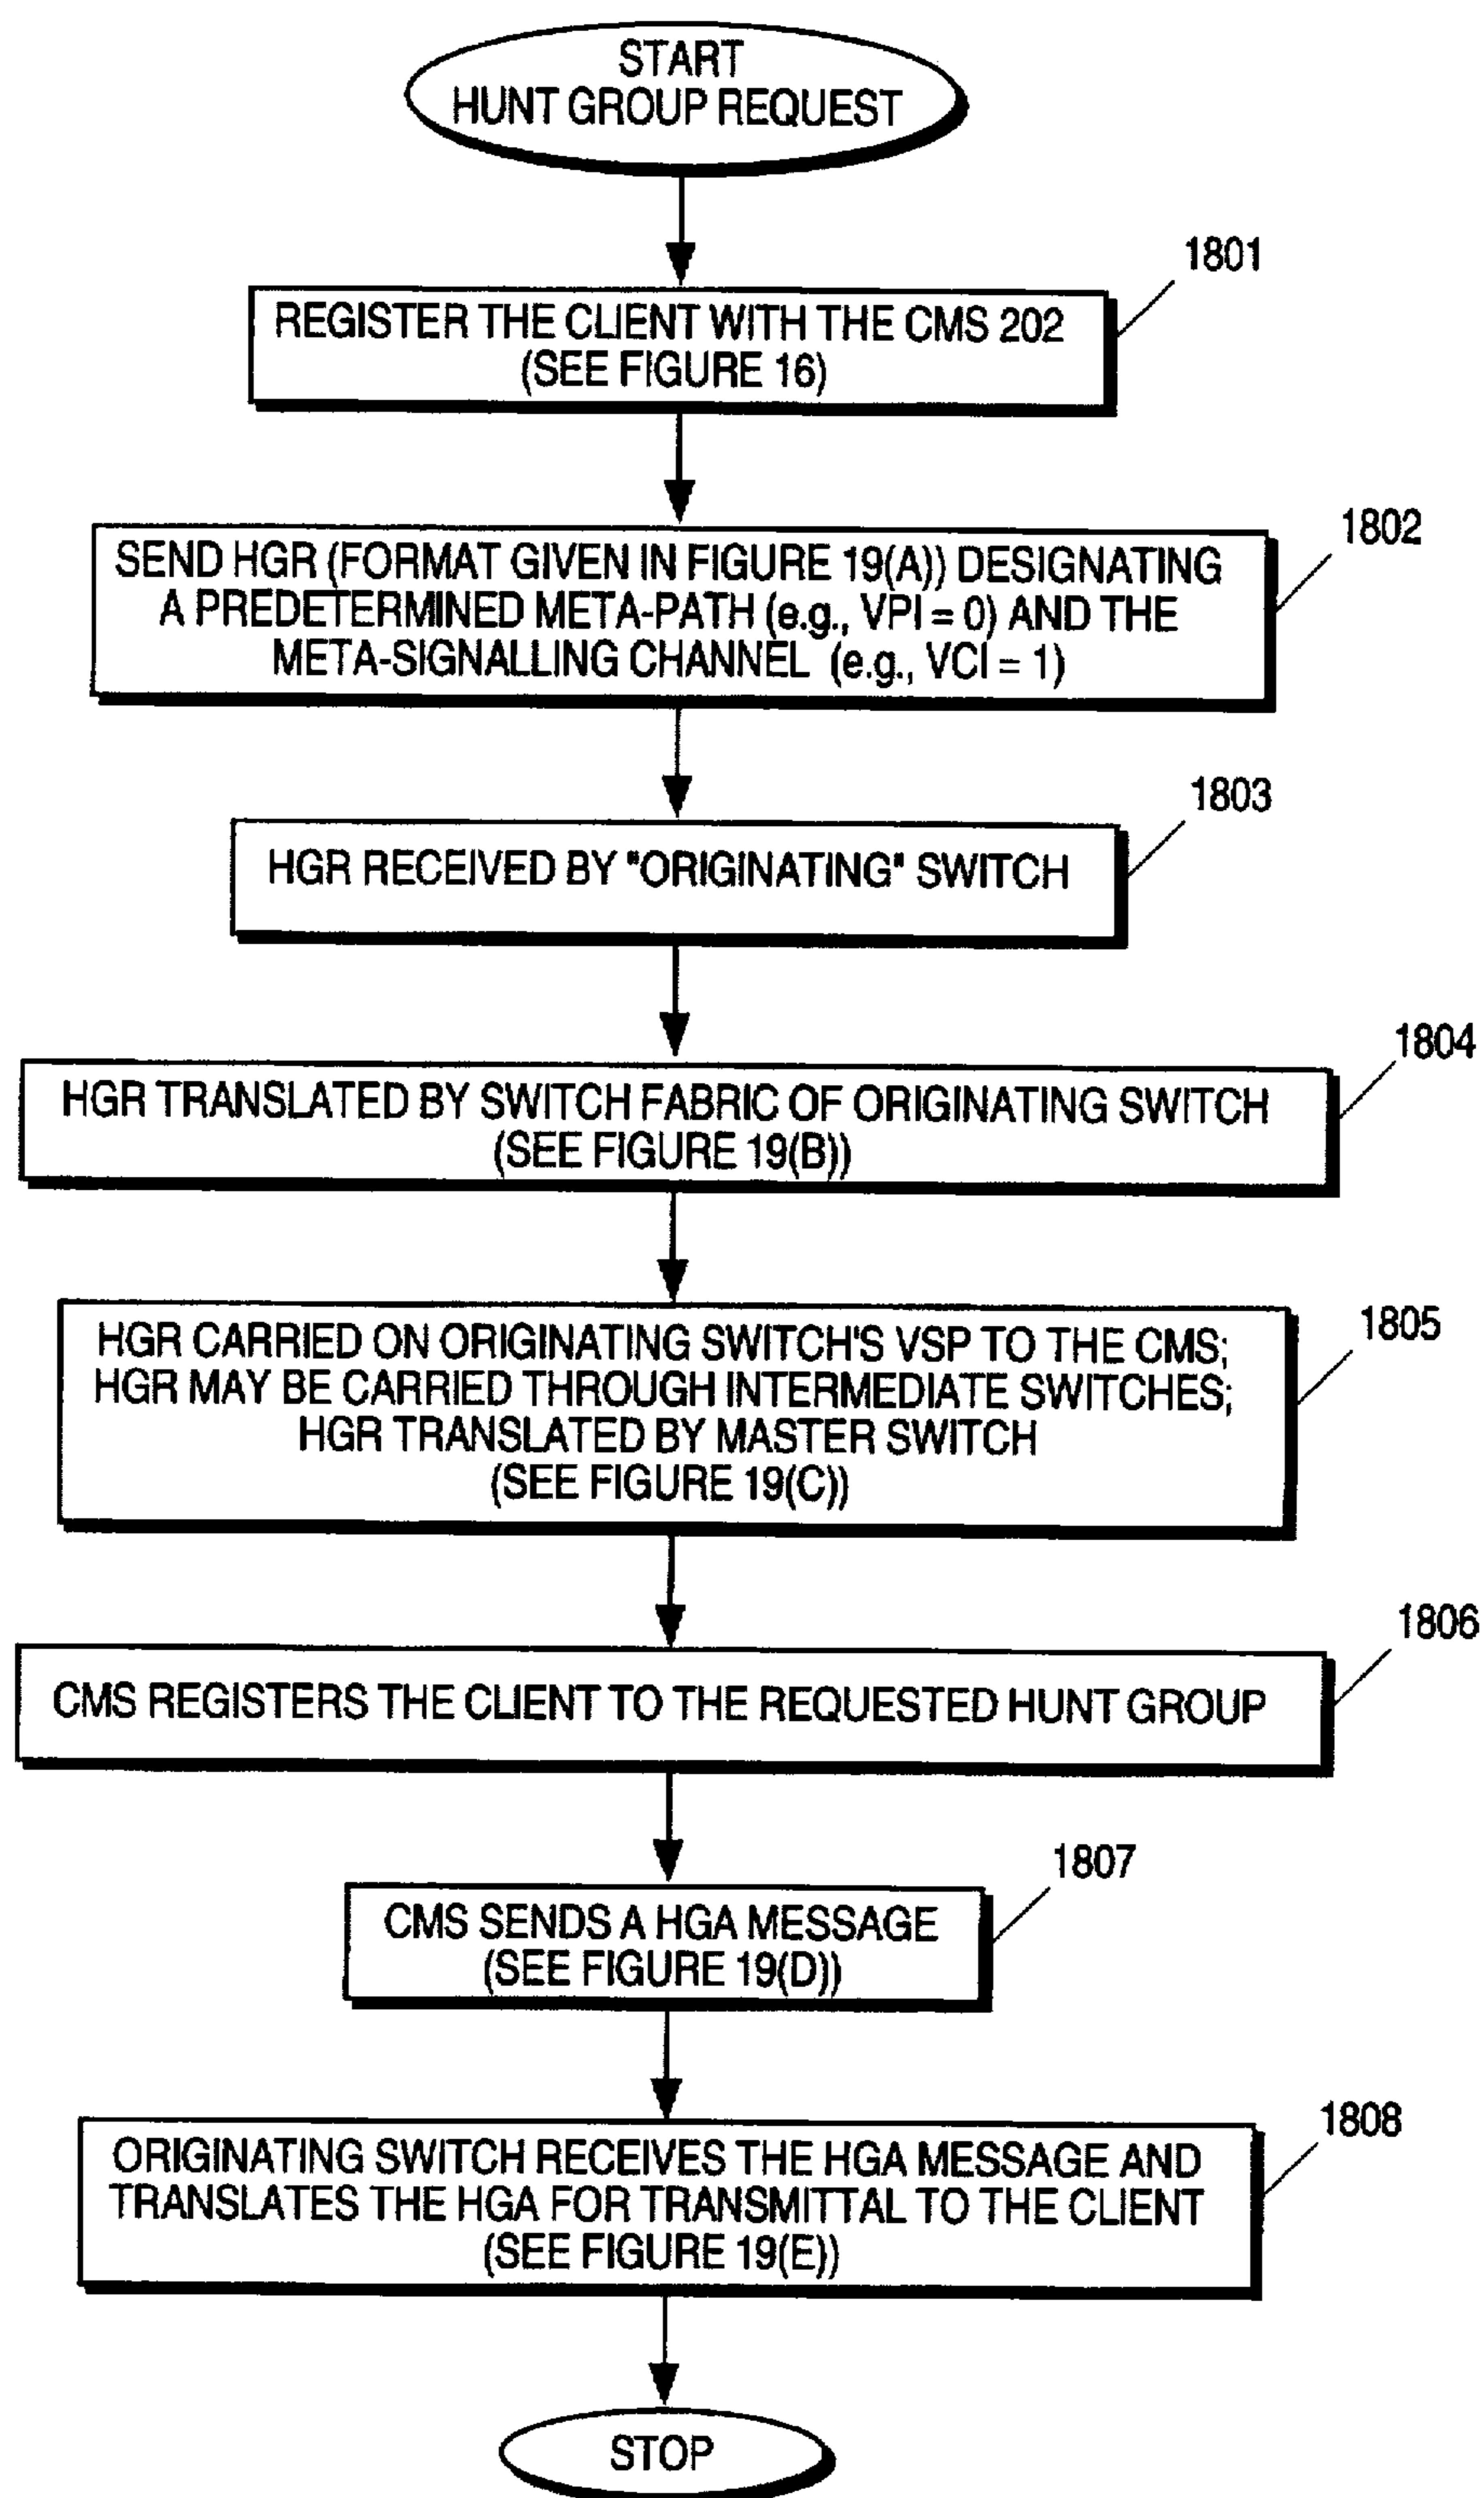 START
HUNT GROUP REQUEST
1801
REGISTER THE CLIENT WITH THE CMS 202
(SEE FIGURE 16)
1802
SEND HGR (FORMAT GIVEN IN FIGURE 19(A)) DESIGNATING
A PREDETERMINED META-PATH (e.g., VPI = 0) AND THE
META-SIGNALLING CHANNEL (e.g., VCI = 1)
1803
HGR RECEIVED BY "ORIGINATING" SWITCH
1804
HGR TRANSLATED BY SWITCH FABRIC OF ORIGINATING SWITCH
(SEE FIGURE 19(B))
1805
HGR CARRIED ON ORIGINATING SWITCH'S VSP TO THE CMS;
HGR MAY BE CARRIED THROUGH INTERMEDIATE SWITCHES;
HGR TRANSLATED BY MASTER SWITCH
(SEE FIGURE 19(C))
1806
CMS REGISTERS THE CLIENT TO THE REQUESTED HUNT GROUP
1807
CMS SENDS A HGA MESSAGE
(SEE FIGURE 19(D))
1808
ORIGINATING SWITCH RECEIVES THE HGA MESSAGE AND
TRANSLATES THE HGA FOR TRANSMITTAL TO THE CLIENT
(SEE FIGURE 19(E))
STOP